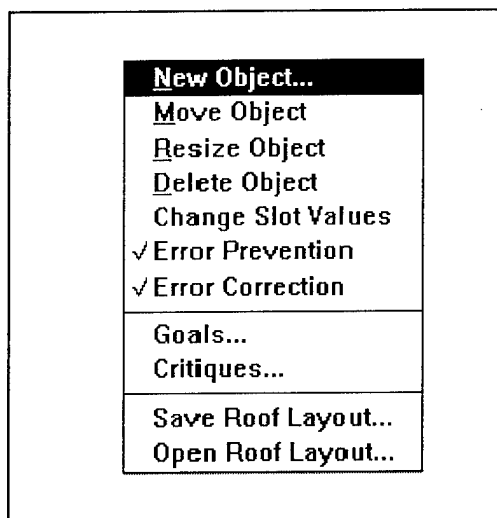 New Object...
Move Object
Resize Object
Delete Object
Change Slot Values
✓Error Prevention
✓Error Correction
Goals...
Critiques...
Save Roof Layout...
Open Roof Layout...